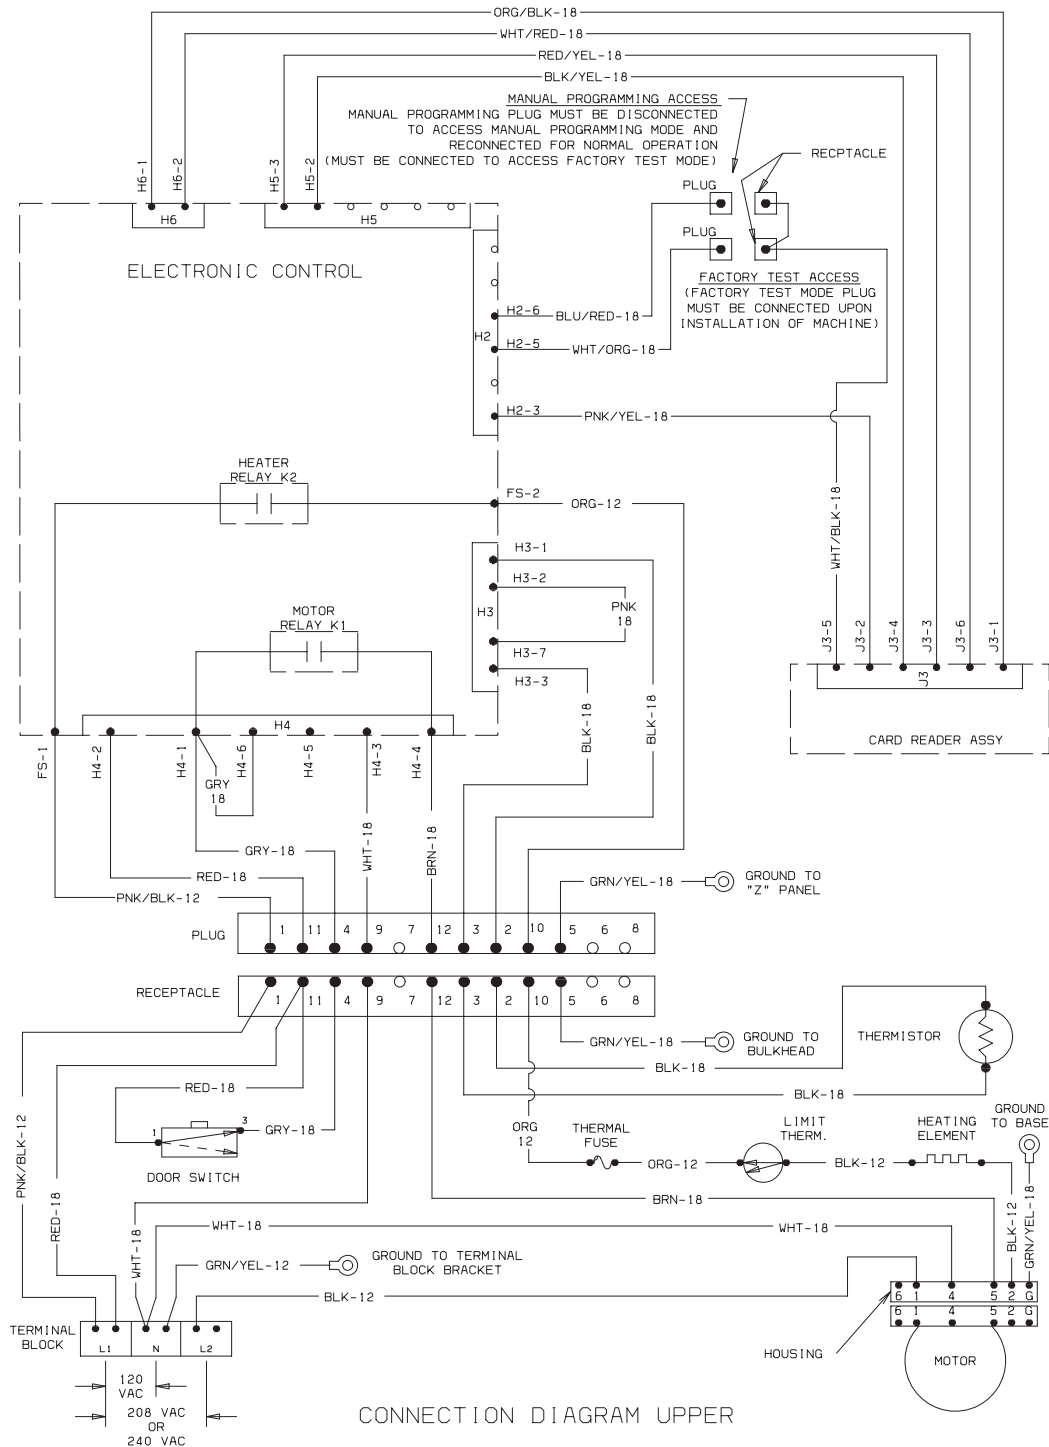 ORG/BLK-18
WHT/RED-18
RED/YEL-18
BLK/YEL-18
MANUAL PROGRAMMING ACCESS
MANUAL PROGRAMMING PLUG MUST BE DISCONNECTED
TO ACCESS MANUAL PROGRAMMING MODE AND
RECONNECTED FOR NORMAL OPERATION
(MUST BE CONNECTED TO ACCESS FACTORY TEST MODE)
RECPTACLE
H6-1
H6-2
H5-3
H5-2
PLUG
H6
H5
PLUG
ELECTRONIC CONTROL
FACTORY TEST ACCESS
(FACTORY TEST MODE PLUG
MUST BE CONNECTED UPON
INSTALLATION OF MACHINE)
H2-6
BLU/RED-18
H2
H2-5
WHT/ORG-18
H2-3
PNK/YEL-18
HEATER
RELAY K2
FS-2
ORG-12
WHT/BLK-18
H3-1
H3-2
H3
PNK
18
H3-7
H3-3
MOTOR
RELAY K1
J3-5
J3-2
J3-4
J3-3
J3-6
J3-1
J3
CARD READER ASSY
BLK-18
BLK-18
H4
FS-1
H4-2
H4-1
H4-6
H4-5
H4-3
H4-4
GRY
18
WHT-18
BRN-18
GRY-18
RED-18
PNK/BLK-12
GRN/YEL-18
GROUND TO
"Z" PANEL
PLUG
1 11 4 9 7 12 3 2 10 5 6 8
RECEPTACLE
1 11 4 9 7 12 3 2 10 5 6 8
GRN/YEL-18
GROUND TO
BULKHEAD
THERMISTOR
BLK-18
BLK-18
RED-18
1
3
GRY-18
DOOR SWITCH
ORG
12
THERMAL
FUSE
ORG-12
LIMIT
THERM.
BLK-12
HEATING
ELEMENT
GROUND
TO BASE
PNK/BLK-12
RED-18
WHT-18
BRN-18
WHT-18
WHT-18
BLK-12
GRN/YEL-18
GRN/YEL-12
GROUND TO TERMINAL
BLOCK BRACKET
BLK-12
6 1 4 5 2 G
6 1 4 5 2 G
HOUSING
MOTOR
TERMINAL
BLOCK
L1
N
L2
120
VAC
208 VAC
OR
240 VAC
CONNECTION DIAGRAM UPPER